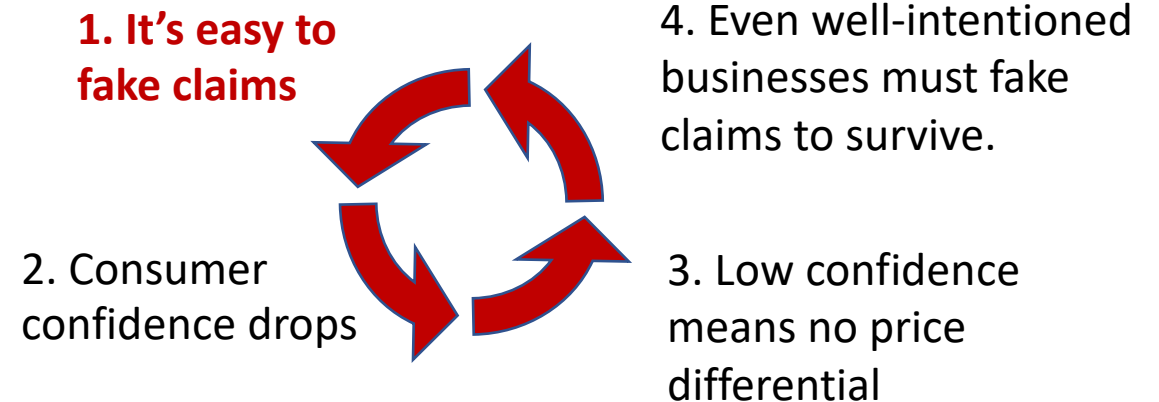 1. It’s easy to
fake claims
2. Consumer
confidence drops
3. Low confidence
means no price
differential
4. Even well-intentioned
businesses must fake
claims to survive.